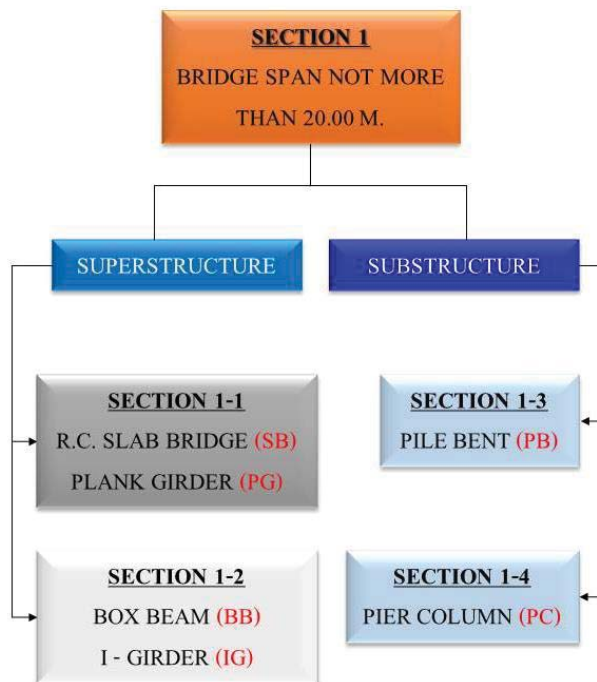 SECTION 1
BRIDGE SPAN NOT MORE
THAN 20.00 M.
SUPERSTRUCTURE
SUBSTRUCTURE
SECTION 1-1
R.C. SLAB BRIDGE (SB)
PLANK GIRDER (PG)
SECTION 1-3
PILE BENT (PB)
SECTION 1-2
BOX BEAM (BB)
I - GIRDER (IG)
SECTION 1-4
PIER COLUMN (PC)